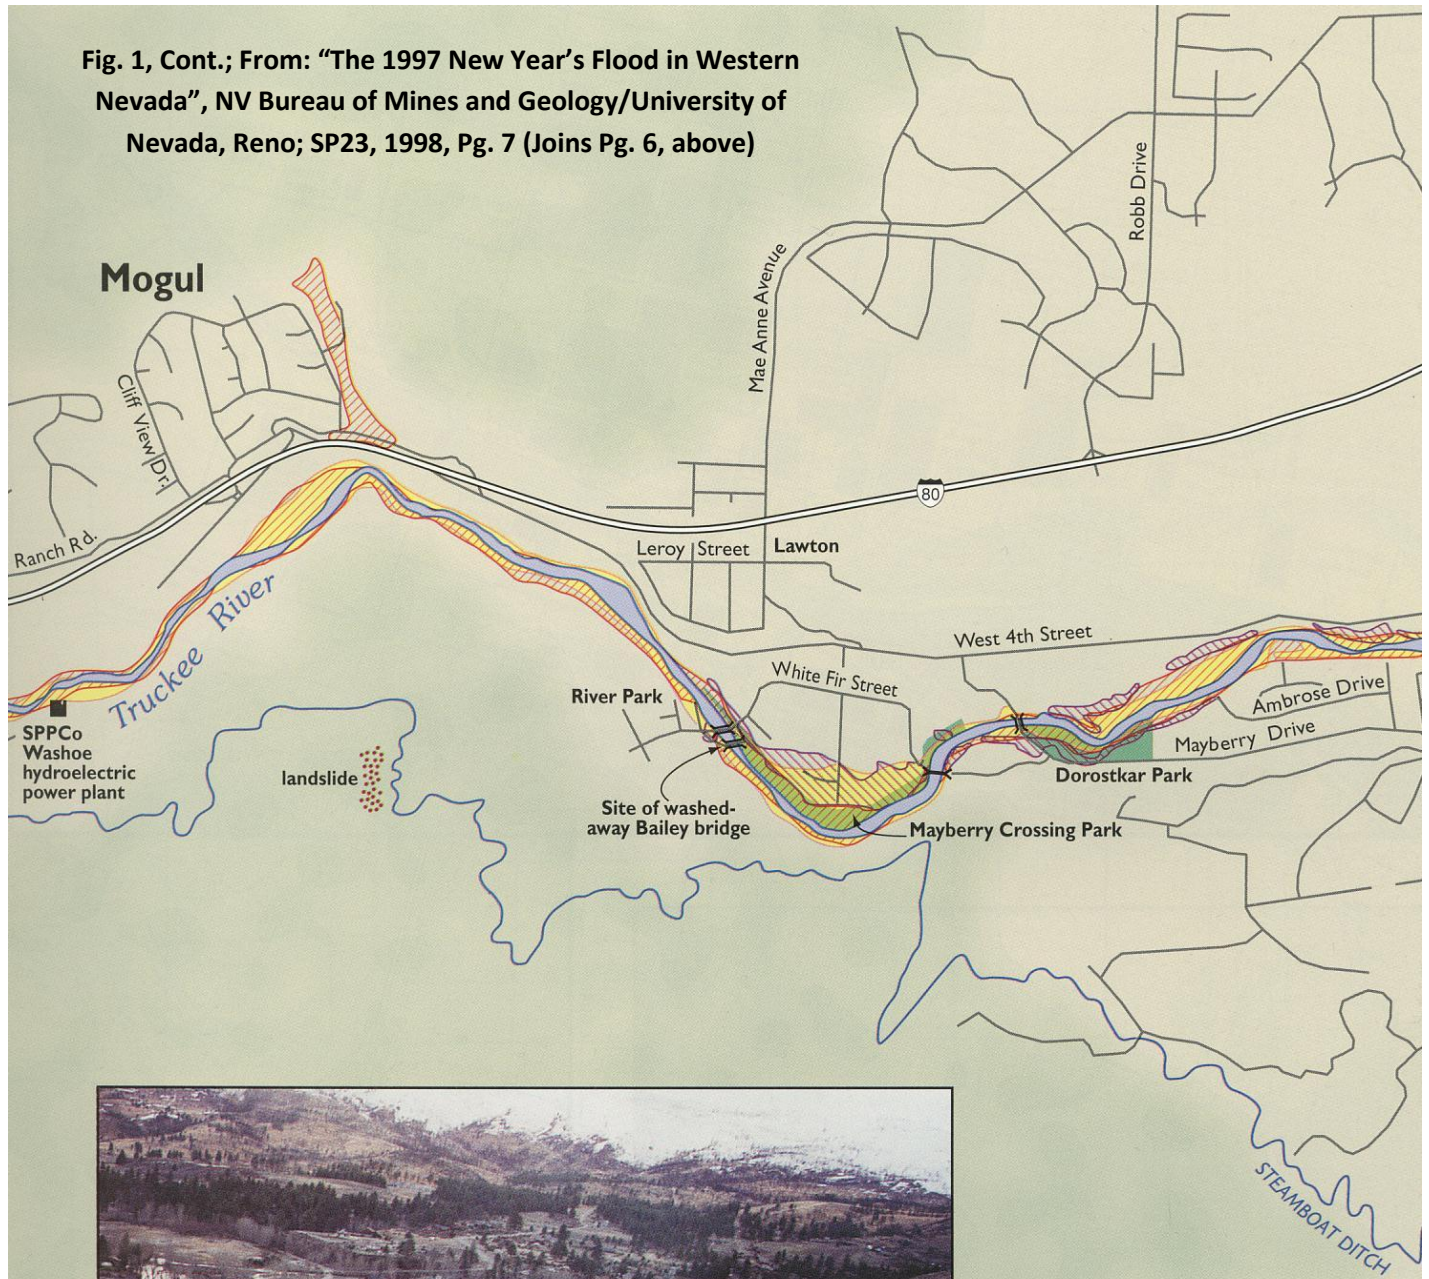 Fig. 1, Cont.; From: “The 1997 New Year’s Flood in Western
Nevada”, NV Bureau of Mines and Geology/University of
Nevada, Reno; SP23, 1998, Pg. 7 (Joins Pg. 6, above)
Robb Drive
Mogul
Mae Anne Avenue
Cliff View Dr.
80
Ranch Rd.
Leroy Street
Lawton
Truckee River
West 4th Street
White Fir Street
River Park
Ambrose Drive
Mayberry Drive
SPPCo
Washoe
hydroelectric
power plant
landslide
Dorostkar Park
Site of washed-
away Bailey bridge
Mayberry Crossing Park
STEAMBOAT DITCH